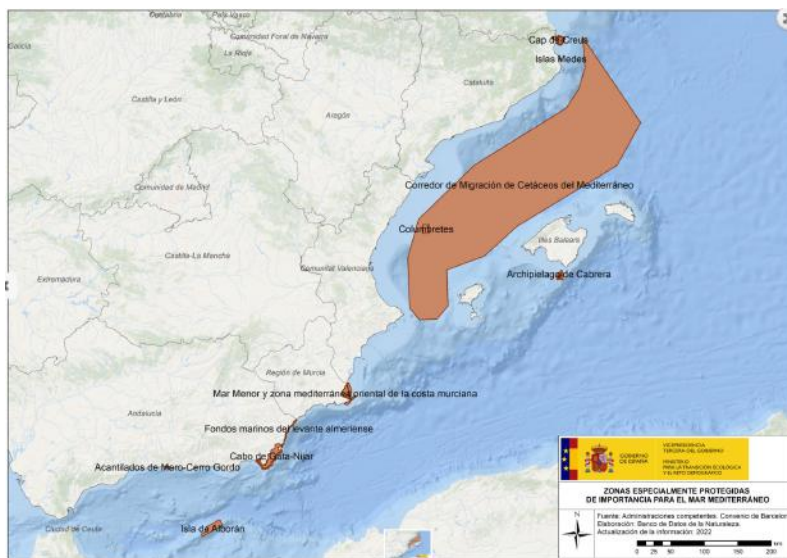 Cantabria
País Vasco
Galicia
Comunidad Foral de Navarra
La Rioja
Cap de Creus
Islas Medes
Castilla y León
Cataluña
Aragón
Comunidad de Madrid
Corredor de Migración de Cetáceos del Mediterráneo
Columbretes
Illes Balears
Castilla-La Mancha
Comunitat Valenciana
Archipiélago de Cabrera
Extremadura
Región de Murcia
Mar Menor y zona mediterránea oriental de la costa murciana
Andalucía
Fondos marinos del levante almeriense
Cabo de Gata-Nijar
Acantilados de Maro-Cerro Gordo
Isla de Alborán
Ciudad de Ceuta
GOBIERNO
DE ESPAÑA
VICEPRESIDENCIA
TERCERA DEL GOBIERNO
MINISTERIO
PARA LA TRANSICIÓN ECOLÓGICA
Y EL RETO DEMOGRÁFICO
ZONAS ESPECIALMENTE PROTEGIDAS
DE IMPORTANCIA PARA EL MAR MEDITERRÁNEO
N
Fuente: Administraciones competentes. Convenio de Barcelon
Elaboración: Banco de Datos de la Naturaleza.
Actualización de la información: 2022
0 25 50 100 150 200